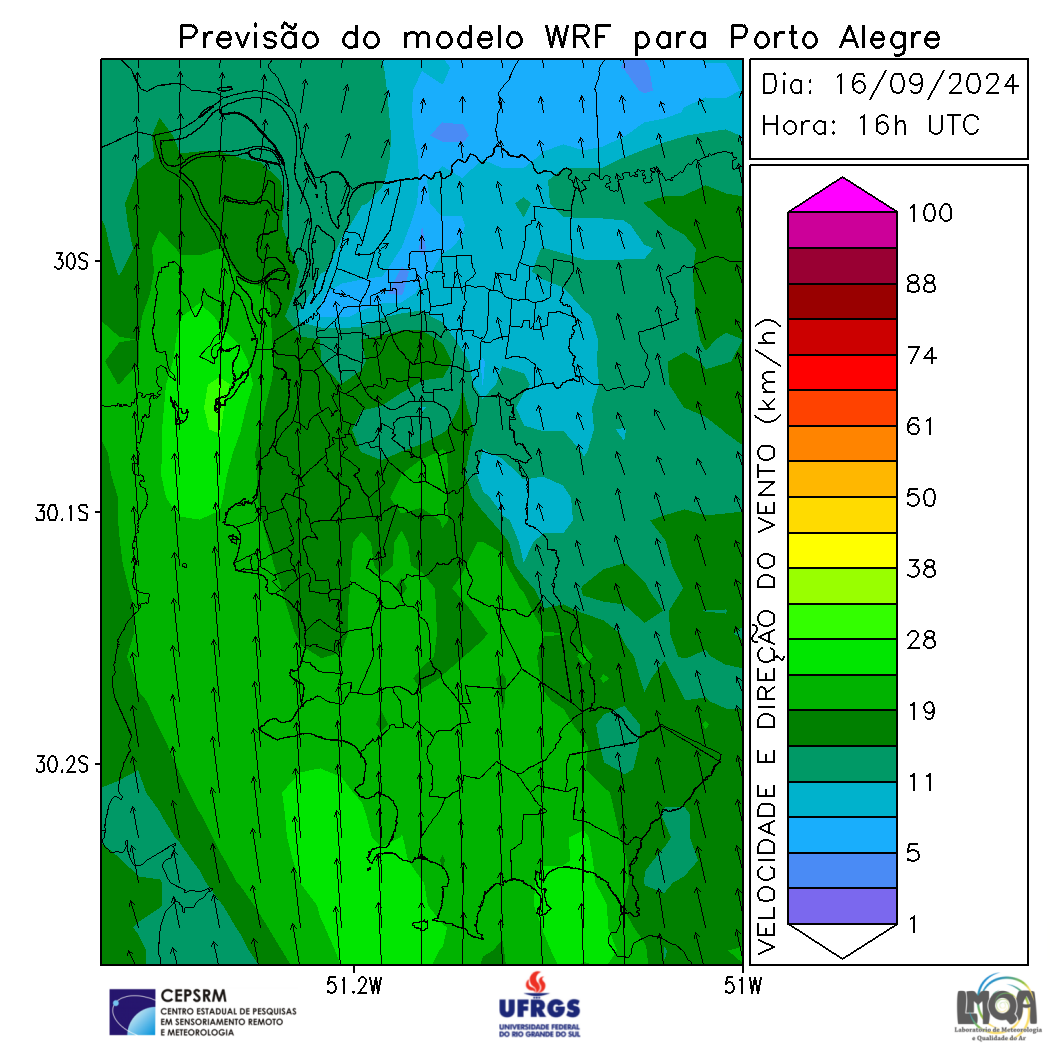 Previsão do modelo WRF para Porto Alegre
Dia: 16/09/2024
Hora: 16h UTC
VELOCIDADE E DIREÇÃO DO VENTO (km/h)
100
88
74
61
50
38
28
19
11
5
1
30S
30.1S
30.2S
51.2W
51W
CEPSRM
CENTRO ESTADUAL DE PESQUISAS
EM SENSORIAMENTO REMOTO
E METEOROLOGIA
UFRGS
UNIVERSIDADE FEDERAL
DO RIO GRANDE DO SUL
LMQA
Laboratório de Meteorologia
e Qualidade do Ar